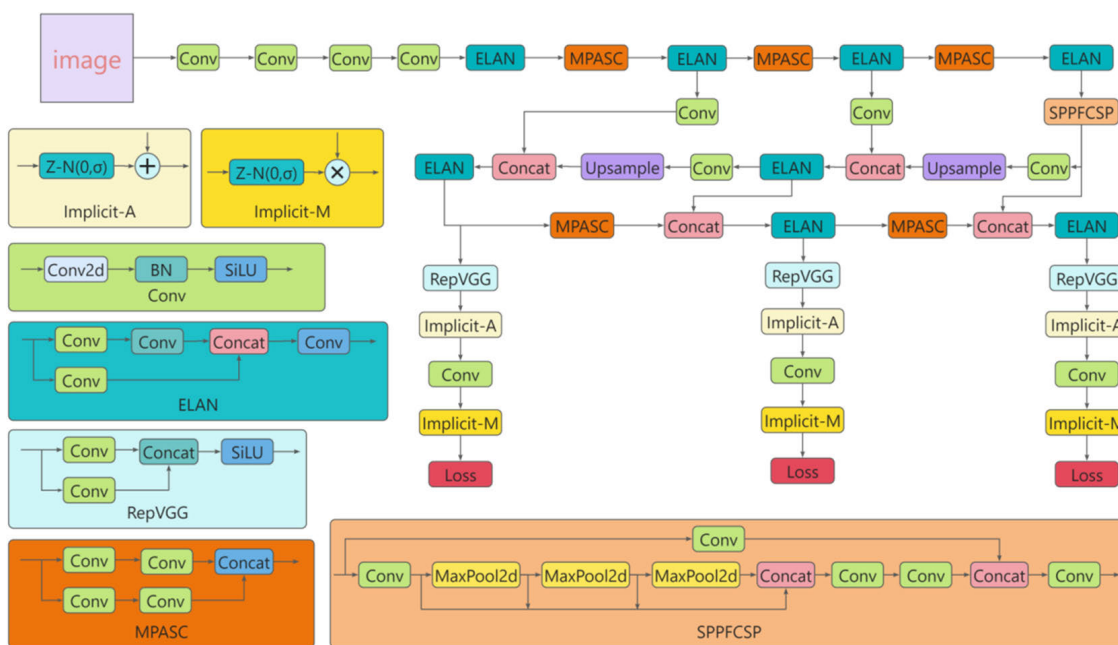 image
Conv Conv Conv Conv ELAN MPASC ELAN MPASC ELAN MPASC ELAN
Conv Conv SPPFCSP
ELAN Concat Upsample Conv ELAN Concat Upsample Conv
MPASC Concat ELAN MPASC Concat ELAN
RepVGG RepVGG RepVGG
Implicit-A Implicit-A Implicit-A
Conv Conv Conv
Implicit-M Implicit-M Implicit-M
Loss Loss Loss
Z-N(0,σ) +
Implicit-A
Z-N(0,σ) ×
Implicit-M
Conv2d BN SiLU
Conv
Conv Conv Concat Conv
Conv
ELAN
Conv Concat SiLU
Conv
RepVGG
Conv Conv Concat
Conv Conv
MPASC
Conv
Conv MaxPool2d MaxPool2d MaxPool2d Concat Conv Conv Concat Conv
SPPFCSP